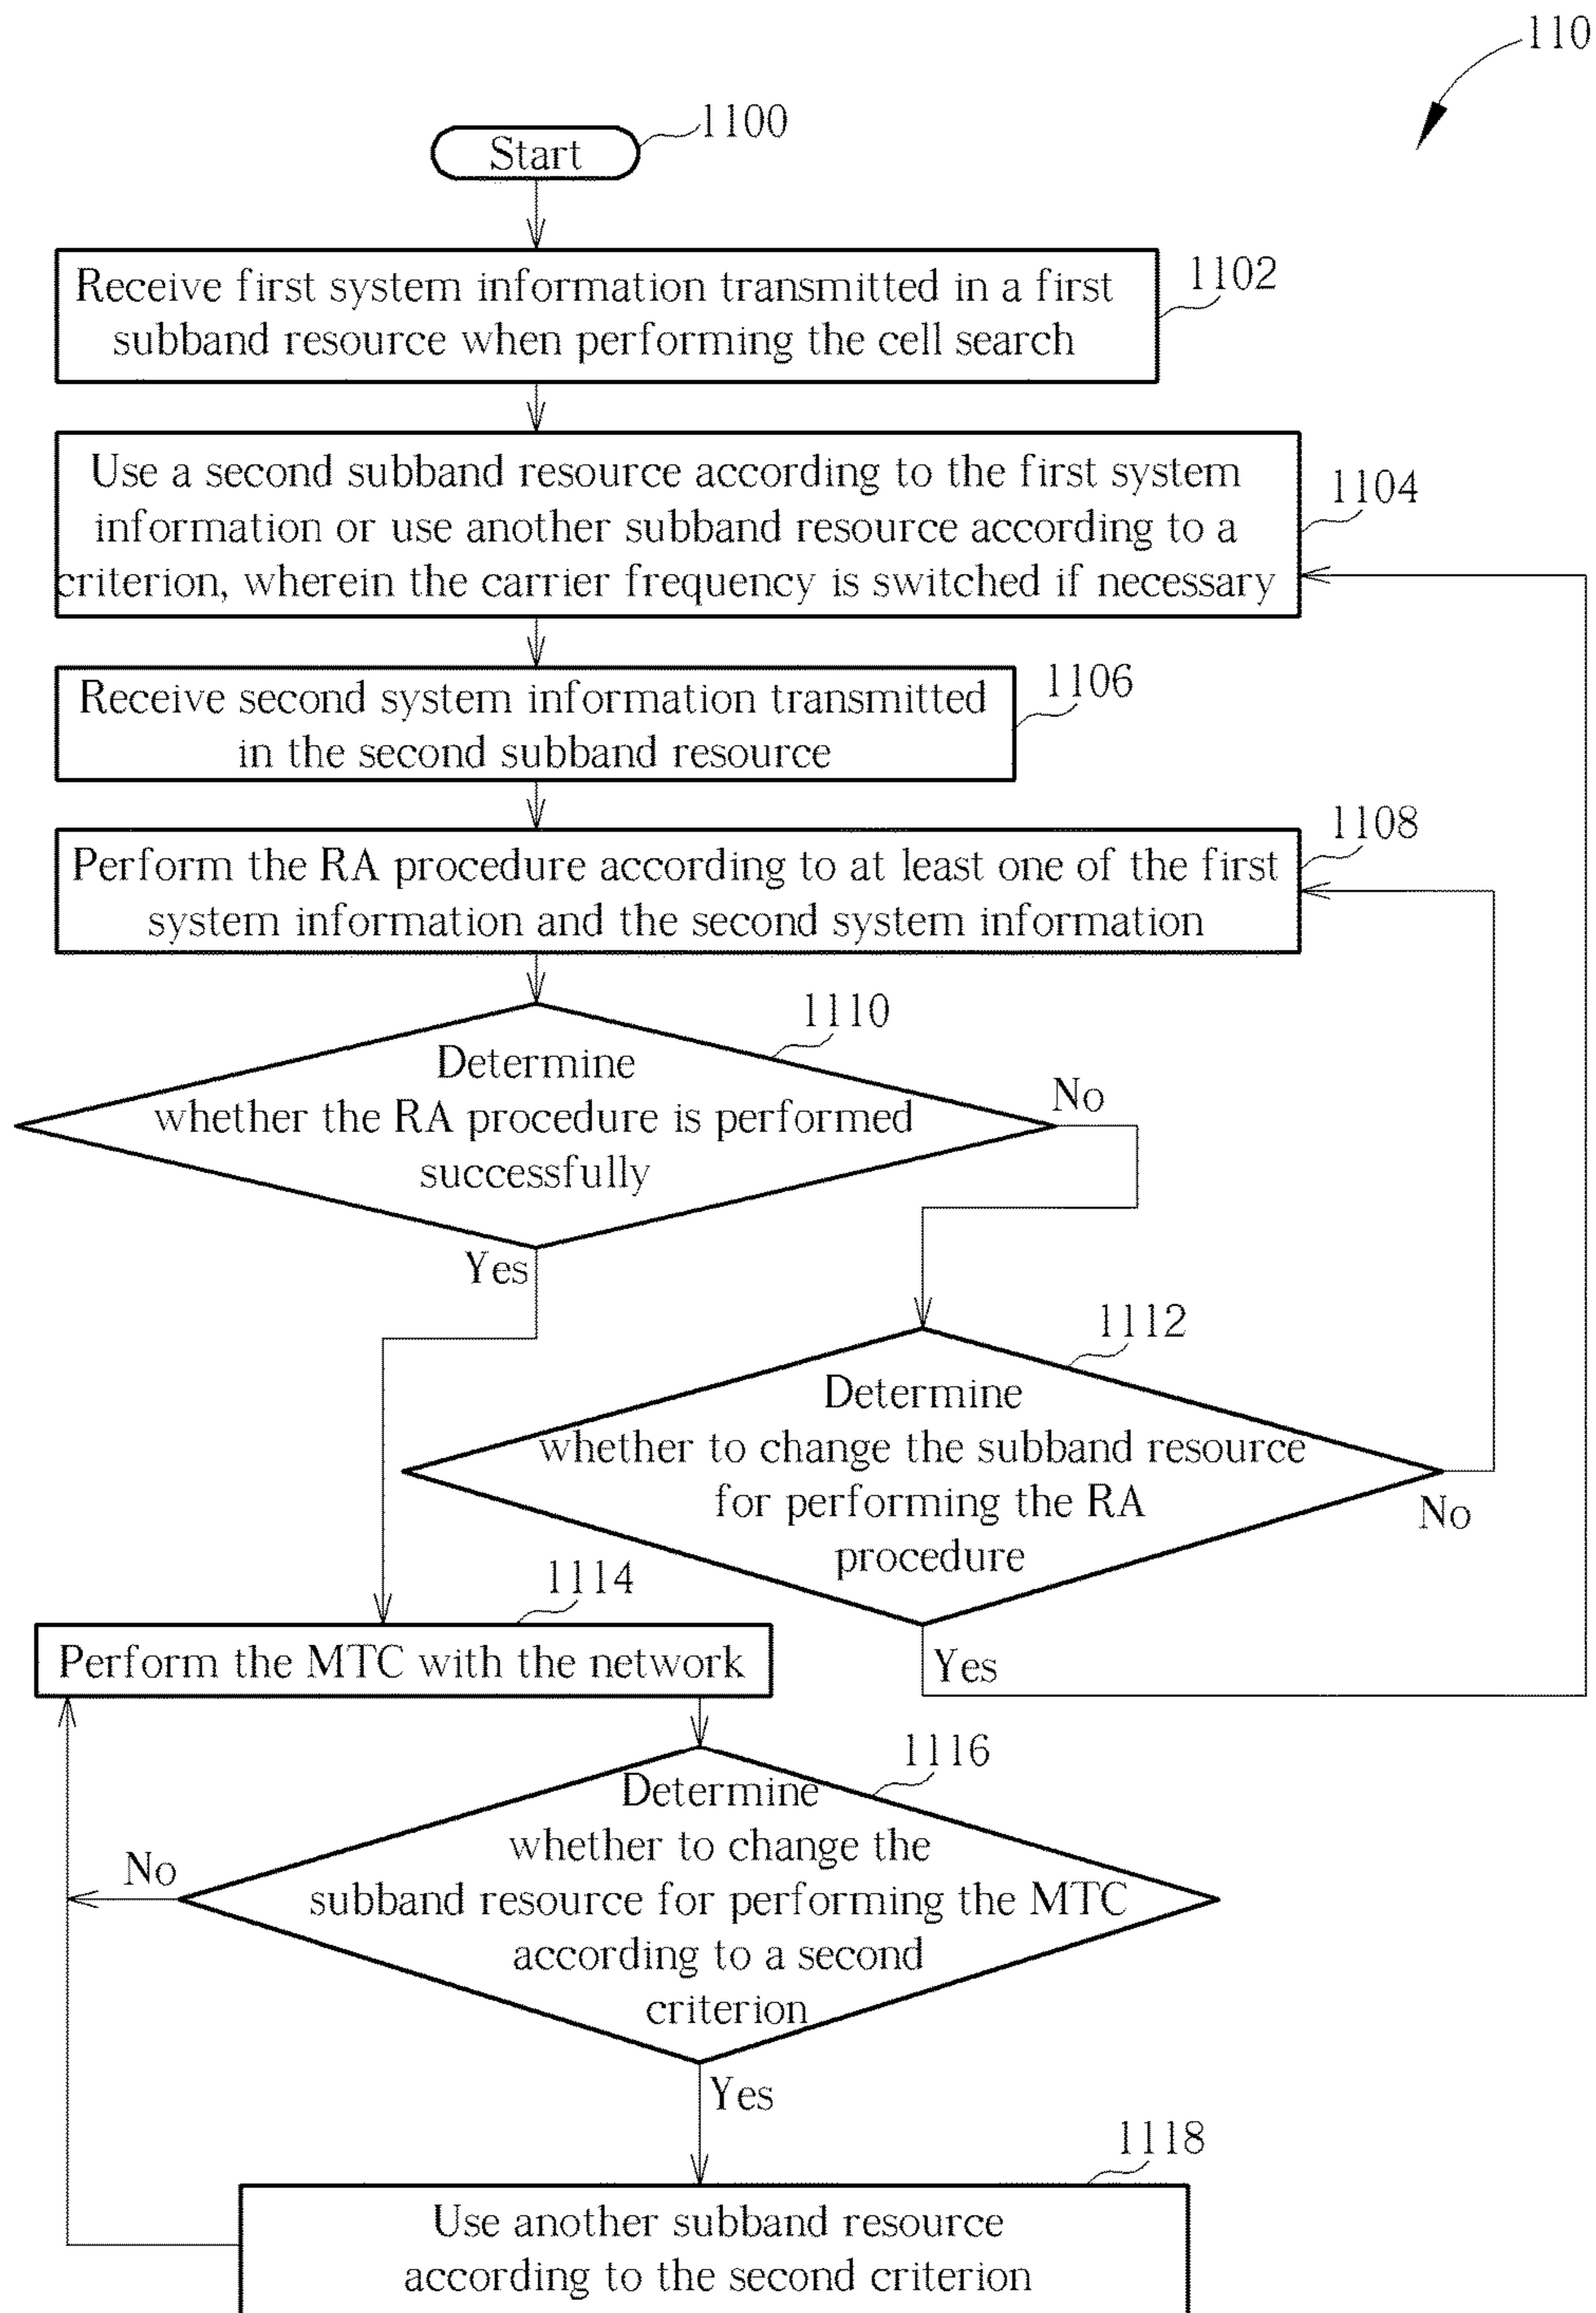 110
1100
Start
1102
Receive first system information transmitted in a first
subband resource when performing the cell search
1104
Use a second subband resource according to the first system
information or use another subband resource according to a
criterion, wherein the carrier frequency is switched if necessary
1106
Receive second system information transmitted
in the second subband resource
1108
Perform the RA procedure according to at least one of the first
system information and the second system information
1110
Determine
whether the RA procedure is performed
successfully
No
Yes
1112
Determine
whether to change the subband resource
for performing the RA
procedure
No
Yes
1114
Perform the MTC with the network
1116
Determine
whether to change the
subband resource for performing the MTC
according to a second
criterion
No
Yes
1118
Use another subband resource
according to the second criterion